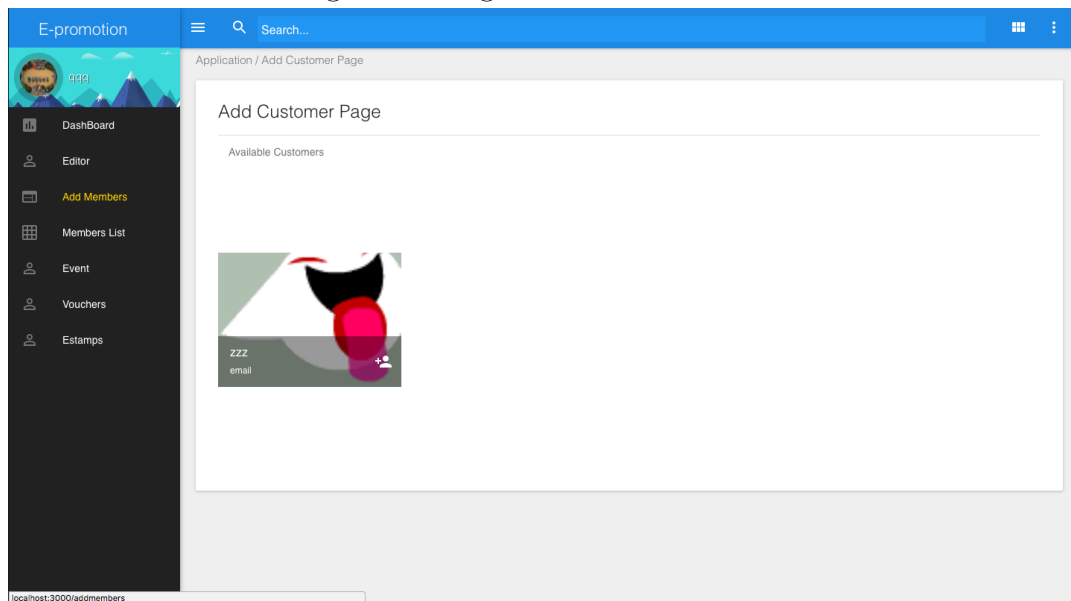 E-promotion
Search...
qqq
Application / Add Customer Page
Add Customer Page
Available Customers
DashBoard
Editor
Add Members
Members List
Event
Vouchers
Estamps
zzz
email
localhost:3000/addmembers